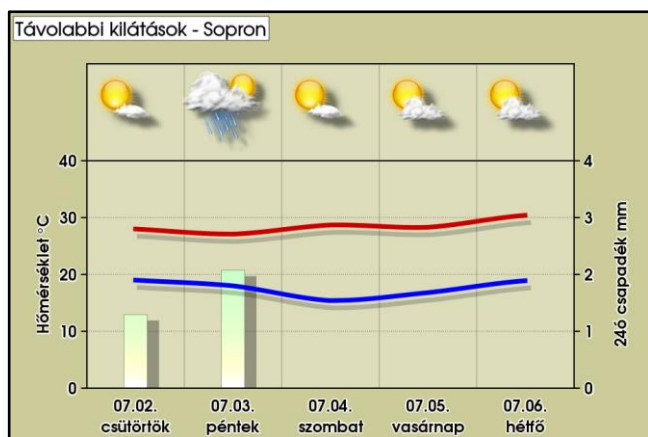 Távolabbi kilátások - Sopron
Hőmérséklet °C
40
30
20
10
0
4
3
2
1
0
24ó csapadék mm
07.02.
csütörtök
07.03.
péntek
07.04.
szombat
07.05.
vasárnap
07.06.
hétfő